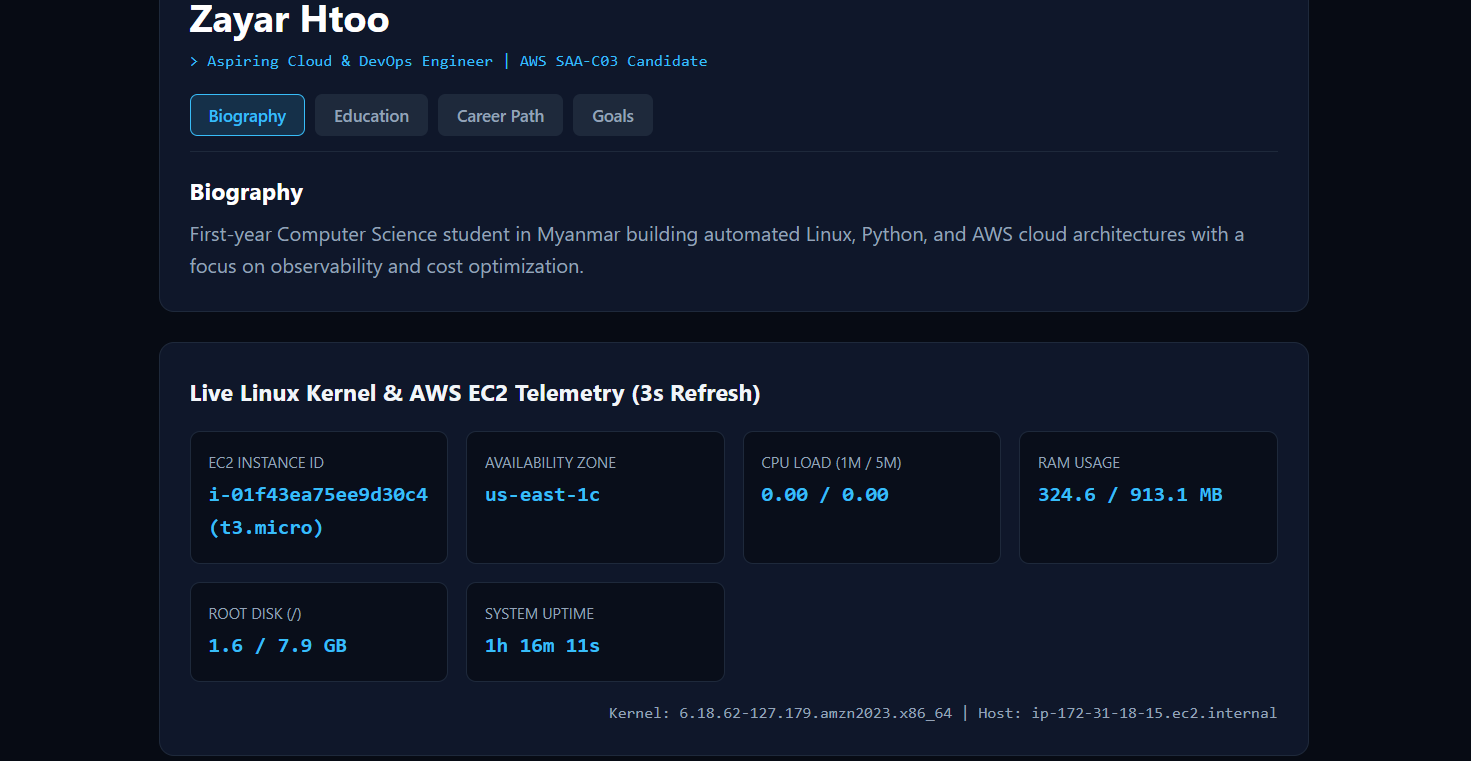 Zayar Htoo
> Aspiring Cloud & DevOps Engineer | AWS SAA-C03 Candidate
Biography
Education
Career Path
Goals
Biography
First-year Computer Science student in Myanmar building automated Linux, Python, and AWS cloud architectures with a
focus on observability and cost optimization.
Live Linux Kernel & AWS EC2 Telemetry (3s Refresh)
EC2 INSTANCE ID
i-01f43ea75ee9d30c4
(t3.micro)
AVAILABILITY ZONE
us-east-1c
CPU LOAD (1M / 5M)
0.00 / 0.00
RAM USAGE
324.6 / 913.1 MB
ROOT DISK (/)
1.6 / 7.9 GB
SYSTEM UPTIME
1h 16m 11s
Kernel: 6.18.62-127.179.amzn2023.x86_64 | Host: ip-172-31-18-15.ec2.internal